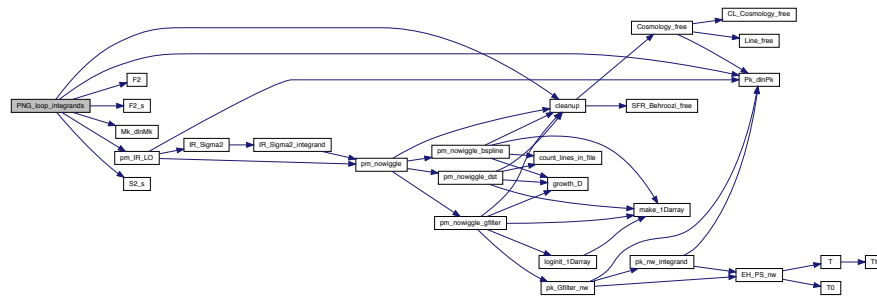 PNG_loop_integrands
F2
F2_s
Mk_dlnMk
pm_IR_LO
S2_s
IR_Sigma2
IR_Sigma2_integrand
pm_nowiggle
pm_nowiggle_bspline
pm_nowiggle_dst
pm_nowiggle_gfilter
cleanup
count_lines_in_file
growth_D
loginit_1Darray
pk_Gfilter_nw
Cosmology_free
SFR_Behroozi_free
make_1Darray
pk_nw_integrand
CL_Cosmology_free
Line_free
Pk_dlnPk
EH_PS_nw
T
T0